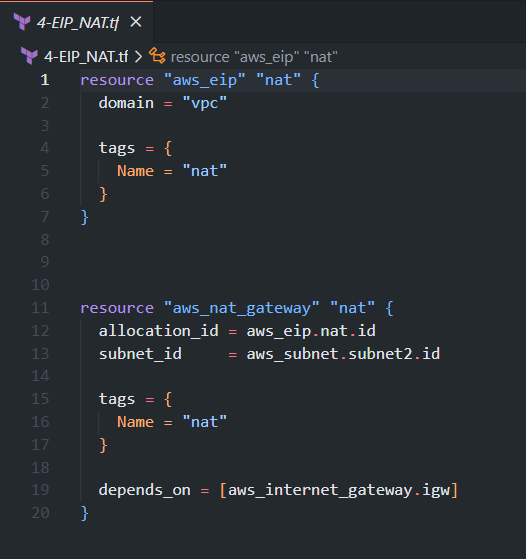 4-EIP_NAT.tf ×
4-EIP_NAT.tf > resource "aws_eip" "nat"
1 resource "aws_eip" "nat" {
2   domain = "vpc"
3
4   tags = {
5     Name = "nat"
6   }
7 }
8
9
10
11 resource "aws_nat_gateway" "nat" {
12   allocation_id = aws_eip.nat.id
13   subnet_id     = aws_subnet.subnet2.id
14
15   tags = {
16     Name = "nat"
17   }
18
19   depends_on = [aws_internet_gateway.igw]
20 }